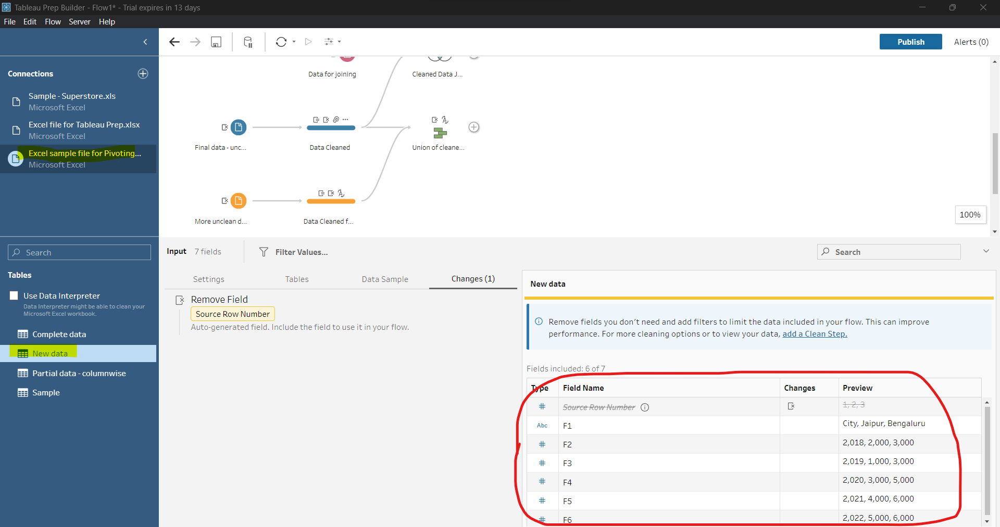 Tableau Prep Builder - Flow1* - Trial expires in 13 days
File Edit Flow Server Help
Publish Alerts (0)
Connections
Sample - Superstore.xls
Microsoft Excel
Excel file for Tableau Prep.xlsx
Microsoft Excel
Excel sample file for Pivoting...
Microsoft Excel
Data for joining
Cleaned Data J...
Final data - unc...
Data Cleaned
Union of cleane...
More unclean d...
Data Cleaned f...
100%
Search
Tables
Use Data Interpreter
Data Interpreter might be able to clean your
Microsoft Excel workbook.
Complete data
New data
Partial data - columnwise
Sample
Input 7 fields Filter Values...
Search
Settings Tables Data Sample Changes (1)
Remove Field
Source Row Number
Auto-generated field. Include the field to use it in your flow.
New data
Remove fields you don't need and add filters to limit the data included in your flow. This can improve
performance. For more cleaning options or to view your data, add a Clean Step.
Fields included: 6 of 7
Type Field Name Changes Preview
# Source Row Number 1, 2, 3
Abc F1 City, Jaipur, Bengaluru
# F2 2,018, 2,000, 3,000
# F3 2,019, 1,000, 3,000
# F4 2,020, 3,000, 5,000
# F5 2,021, 4,000, 6,000
# F6 2,022, 5,000, 6,000